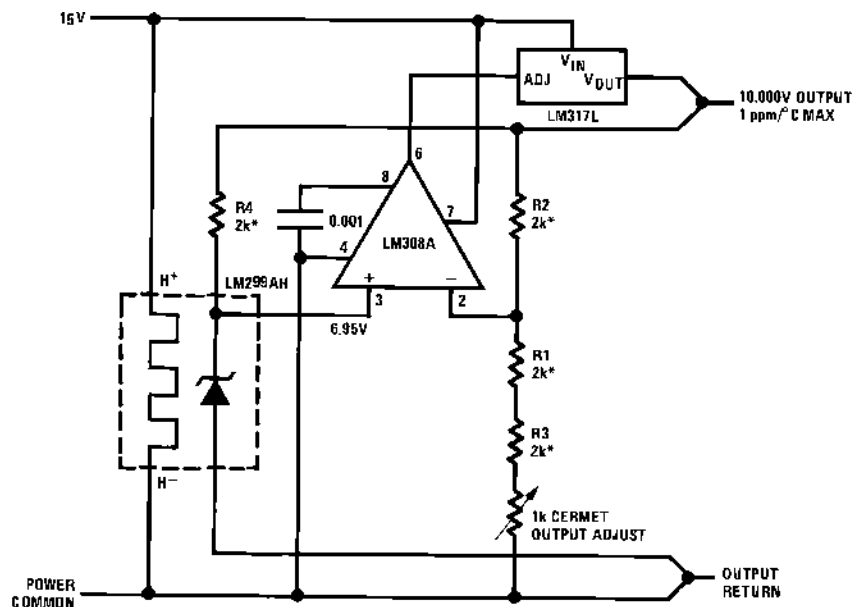 15V
ADJ
VIN
VOUT
LM317L
10.000V OUTPUT
1 ppm/°C MAX
6
8
7
R4
2k*
0.001
R2
2k*
4
LM308A
H+
LM299AH
+
−
3
2
6.95V
R1
2k*
R3
2k*
H−
1k CERMET
OUTPUT ADJUST
POWER
COMMON
OUTPUT
RETURN